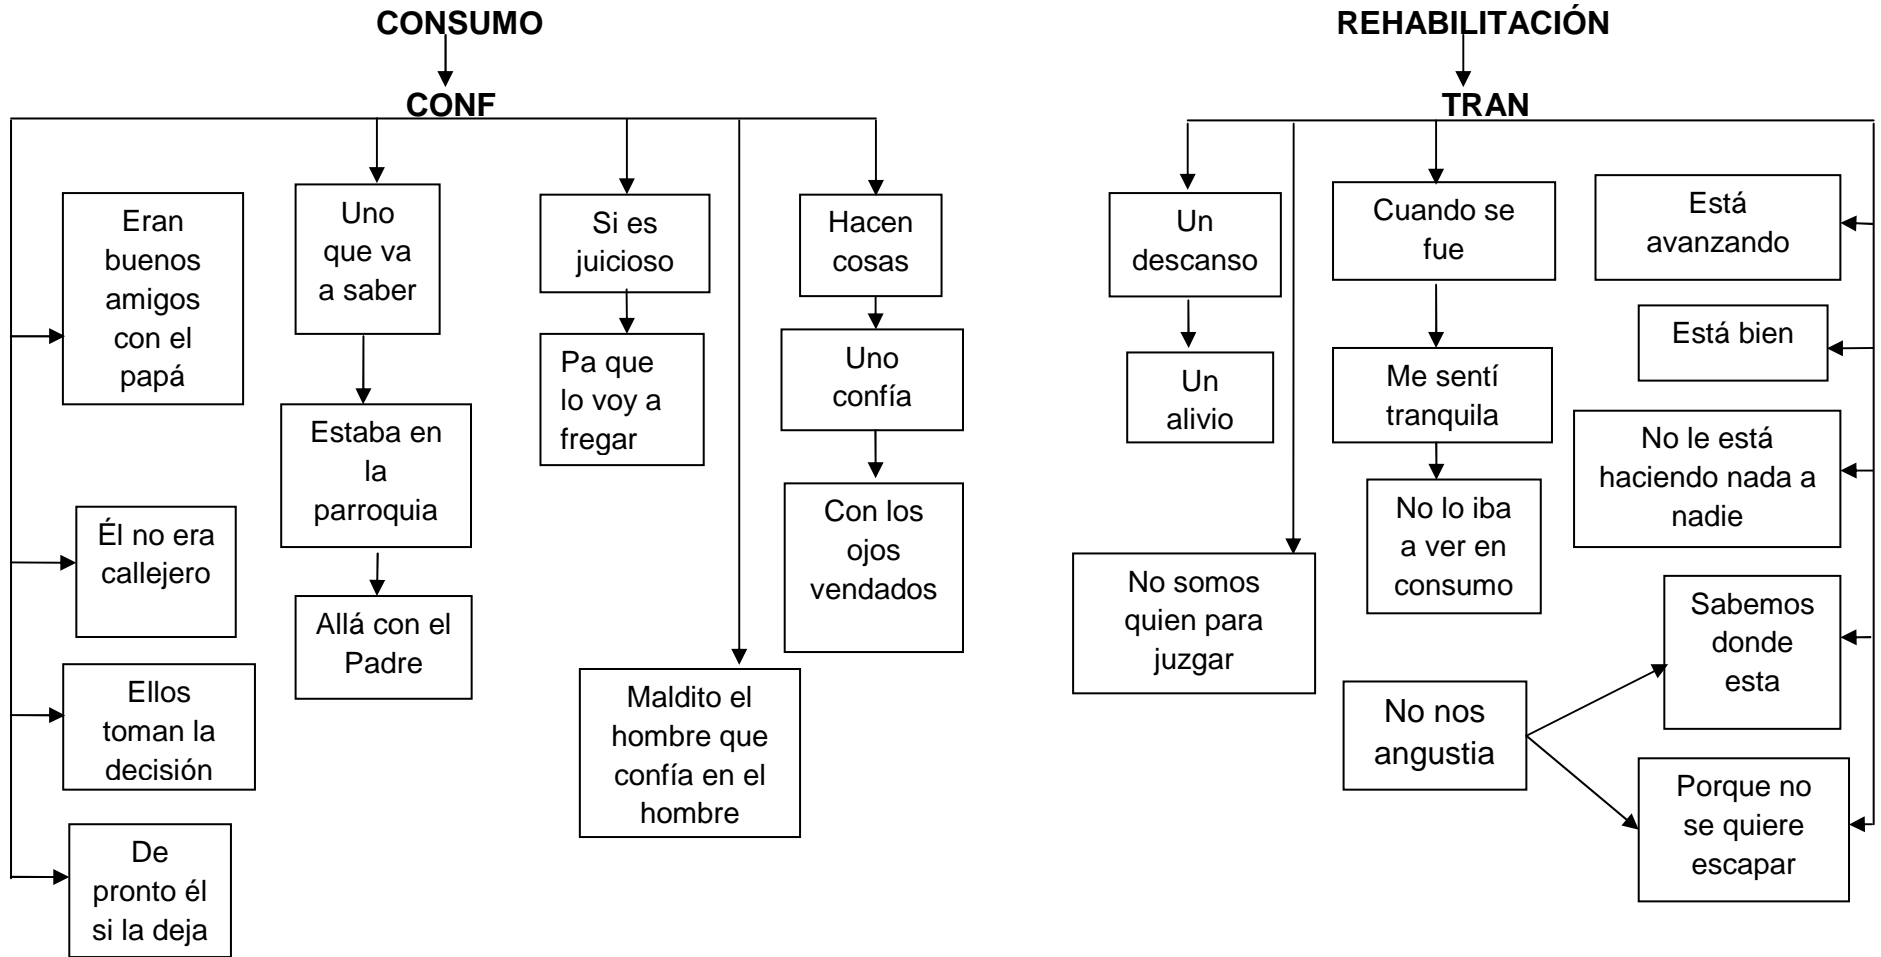 CONSUMO
CONF
Eran
buenos
amigos
con el
papá
Él no era
callejero
Ellos
toman la
decisión
De
pronto él
si la deja
Uno
que va
a saber
Estaba en
la
parroquia
Allá con el
Padre
Si es
juicioso
Pa que
lo voy a
fregar
Maldito el
hombre que
confía en el
hombre
Hacen
cosas
Uno
confía
Con los
ojos
vendados
REHABILITACIÓN
TRAN
Un
descanso
Un
alivio
No somos
quien para
juzgar
Cuando se
fue
Me sentí
tranquila
No lo iba
a ver en
consumo
No nos
angustia
Está
avanzando
Está bien
No le está
haciendo nada a
nadie
Sabemos
donde
esta
Porque no
se quiere
escapar